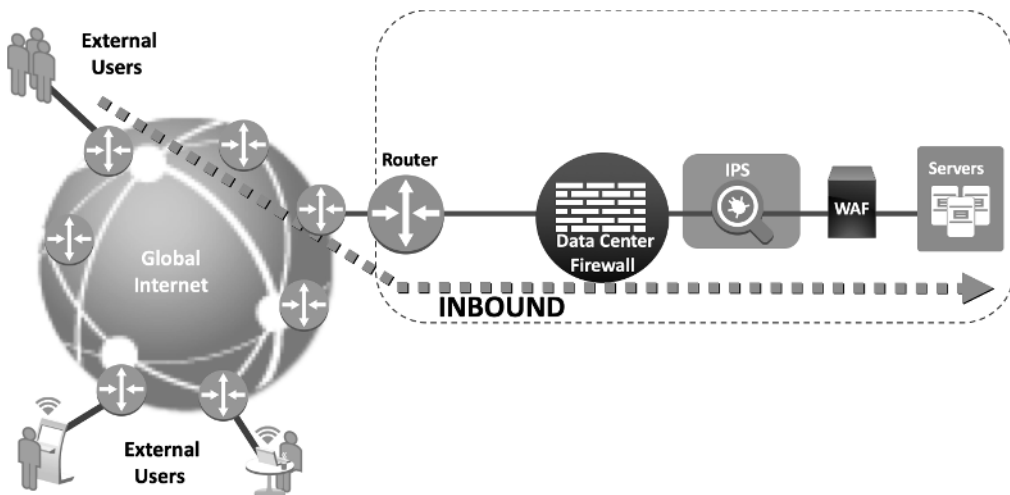 External
Users
Router
IPS
Servers
WAF
Data Center
Firewall
Global
Internet
INBOUND
External
Users